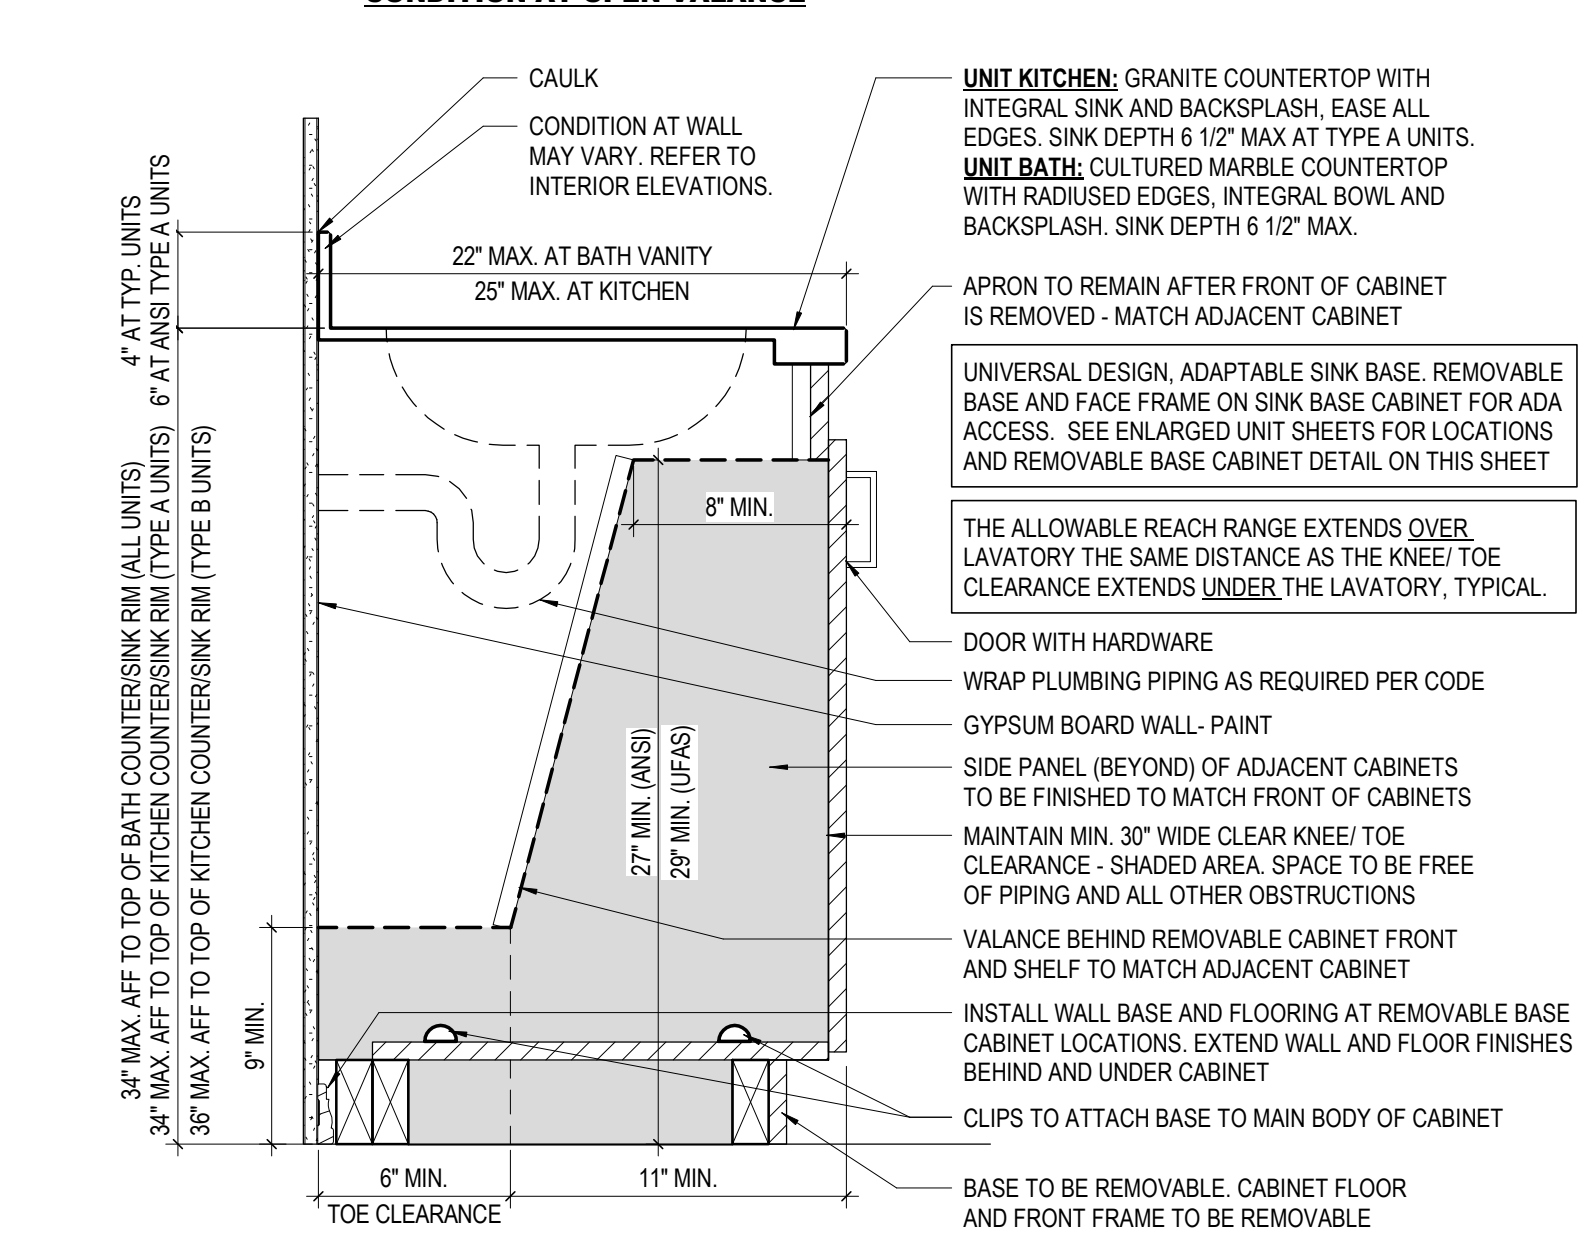 CONDITION AT OPEN VALANCE
CAULK
CONDITION AT WALL
MAY VARY. REFER TO
INTERIOR ELEVATIONS.
UNIT KITCHEN: GRANITE COUNTERTOP WITH
INTEGRAL SINK AND BACKSPLASH, EASE ALL
EDGES. SINK DEPTH 6 1/2" MAX AT TYPE A UNITS.
UNIT BATH: CULTURED MARBLE COUNTERTOP
WITH RADIUSED EDGES, INTEGRAL BOWL AND
BACKSPLASH. SINK DEPTH 6 1/2" MAX.
4" AT TYP. UNITS
6" AT ANSI TYPE A UNITS
22" MAX. AT BATH VANITY
25" MAX. AT KITCHEN
APRON TO REMAIN AFTER FRONT OF CABINET
IS REMOVED - MATCH ADJACENT CABINET
UNIVERSAL DESIGN, ADAPTABLE SINK BASE. REMOVABLE
BASE AND FACE FRAME ON SINK BASE CABINET FOR ADA
ACCESS. SEE ENLARGED UNIT SHEETS FOR LOCATIONS
AND REMOVABLE BASE CABINET DETAIL ON THIS SHEET
8" MIN.
THE ALLOWABLE REACH RANGE EXTENDS OVER
LAVATORY THE SAME DISTANCE AS THE KNEE/ TOE
CLEARANCE EXTENDS UNDER THE LAVATORY, TYPICAL.
34" MAX. AFF TO TOP OF BATH COUNTER/SINK RIM (ALL UNITS)
34" MAX. AFF TO TOP OF KITCHEN COUNTER/SINK RIM (TYPE A UNITS)
36" MAX. AFF TO TOP OF KITCHEN COUNTER/SINK RIM (TYPE B UNITS)
DOOR WITH HARDWARE
WRAP PLUMBING PIPING AS REQUIRED PER CODE
GYPSUM BOARD WALL- PAINT
27" MIN. (ANSI)
29" MIN. (UFAS)
SIDE PANEL (BEYOND) OF ADJACENT CABINETS
TO BE FINISHED TO MATCH FRONT OF CABINETS
MAINTAIN MIN. 30" WIDE CLEAR KNEE/ TOE
CLEARANCE - SHADED AREA. SPACE TO BE FREE
OF PIPING AND ALL OTHER OBSTRUCTIONS
VALANCE BEHIND REMOVABLE CABINET FRONT
AND SHELF TO MATCH ADJACENT CABINET
9" MIN.
INSTALL WALL BASE AND FLOORING AT REMOVABLE BASE
CABINET LOCATIONS. EXTEND WALL AND FLOOR FINISHES
BEHIND AND UNDER CABINET
CLIPS TO ATTACH BASE TO MAIN BODY OF CABINET
6" MIN.
TOE CLEARANCE
11" MIN.
BASE TO BE REMOVABLE. CABINET FLOOR
AND FRONT FRAME TO BE REMOVABLE